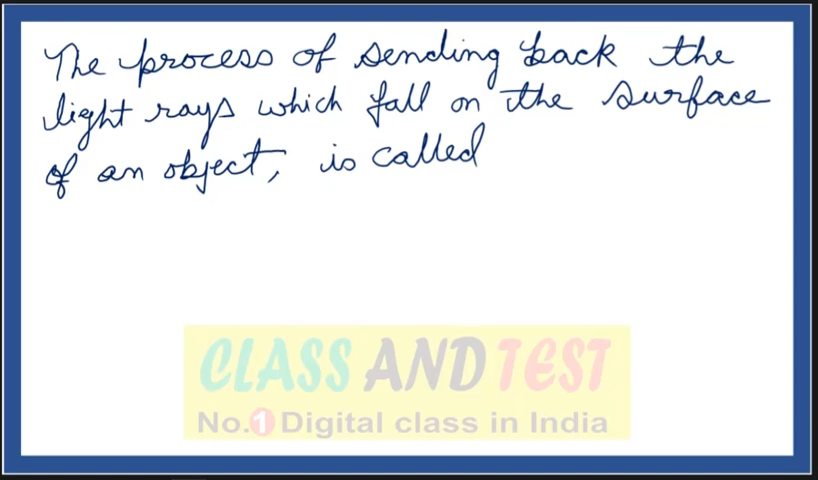 The process of sending back the
light rays which fall on the surface
of an object, is called
CLASS AND TEST
No.1 Digital class in India